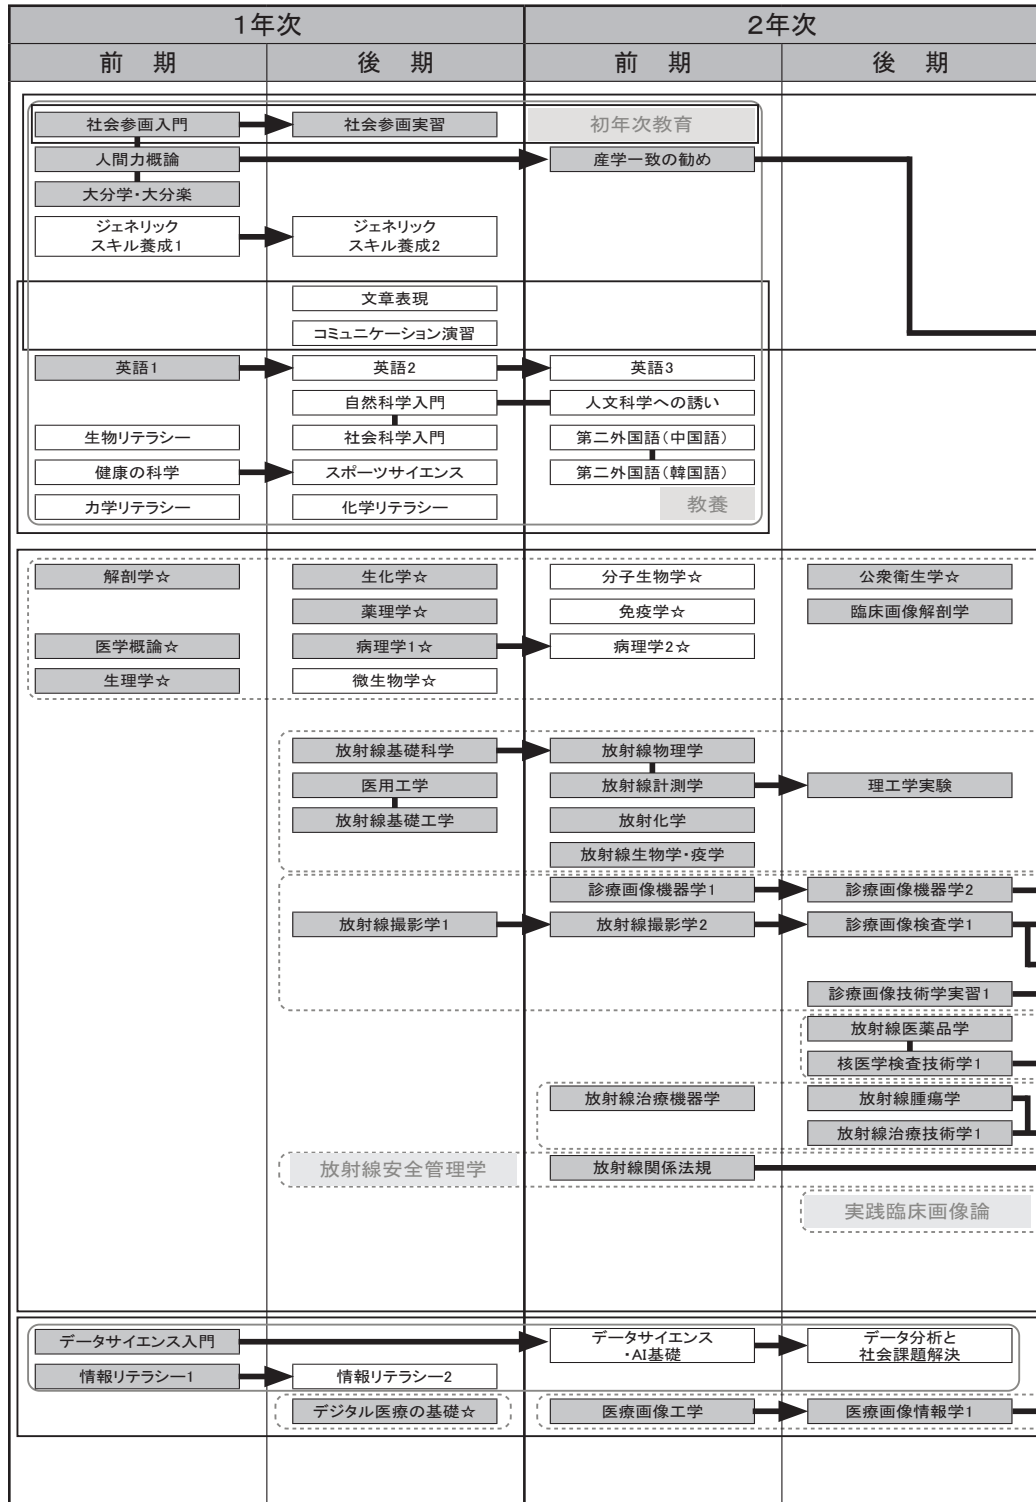 1年次
2年次
前 期
後 期
前 期
後 期
社会参画入門
社会参画実習
初年次教育
人間力概論
産学一致の勧め
大分学・大分楽
ジェネリック
スキル養成1
ジェネリック
スキル養成2
文章表現
コミュニケーション演習
英語1
英語2
英語3
自然科学入門
人文科学への誘い
生物リテラシー
社会科学入門
第二外国語(中国語)
健康の科学
スポーツサイエンス
第二外国語(韓国語)
力学リテラシー
化学リテラシー
教養
解剖学☆
生化学☆
分子生物学☆
公衆衛生学☆
薬理学☆
免疫学☆
臨床画像解剖学
医学概論☆
病理学1☆
病理学2☆
生理学☆
微生物学☆
放射線基礎科学
放射線物理学
医用工学
放射線計測学
理工学実験
放射線基礎工学
放射化学
放射線生物学・疫学
診療画像機器学1
診療画像機器学2
放射線撮影学1
放射線撮影学2
診療画像検査学1
診療画像技術学実習1
放射線医薬品学
核医学検査技術学1
放射線治療機器学
放射線腫瘍学
放射線治療技術学1
放射線安全管理学
放射線関係法規
実践臨床画像論
データサイエンス入門
データサイエンス
・AI基礎
データ分析と
社会課題解決
情報リテラシー1
情報リテラシー2
デジタル医療の基礎☆
医療画像工学
医療画像情報学1